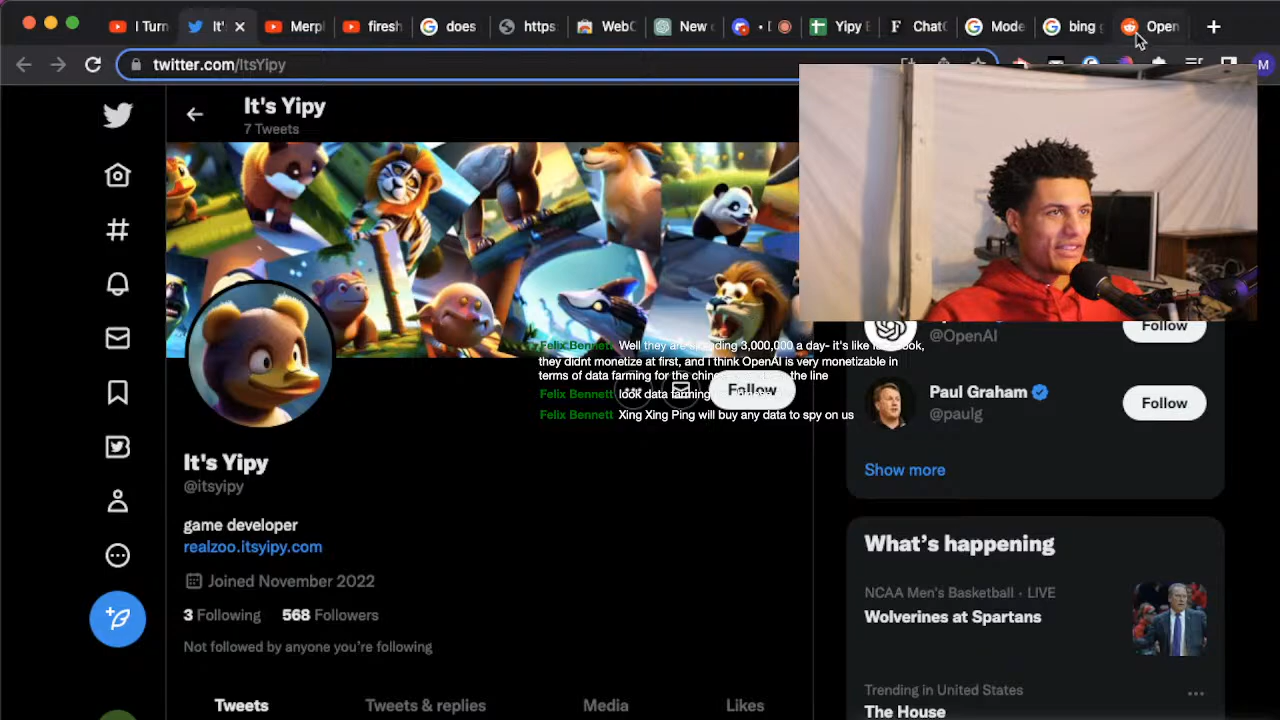 I Turn
It'
Merp
firesh
does
https
WebC
New c
Yipy F
ChatG
Mode
bing
Open
twitter.com/ItsYipy
M
It's Yipy
7 Tweets
@OpenAI
Follow
Felix Bennett Well they are spending 3,000,000 a day- it's like
they didnt monetize at first, and i think OpenAI is very monetizable in
terms of data farming for the the line
Felix Bennett look data farming
Felix Bennett Xing Xing Ping will buy any data to spy on us
Follow
Paul Graham
@paulg
Follow
Show more
It's Yipy
@itsyipy
game developer
realzoo.itsyipy.com
Joined November 2022
3 Following 568 Followers
Not followed by anyone you're following
Tweets Tweets & replies Media Likes
What's happening
NCAA Men's Basketball · LIVE
Wolverines at Spartans
Trending in United States
The House